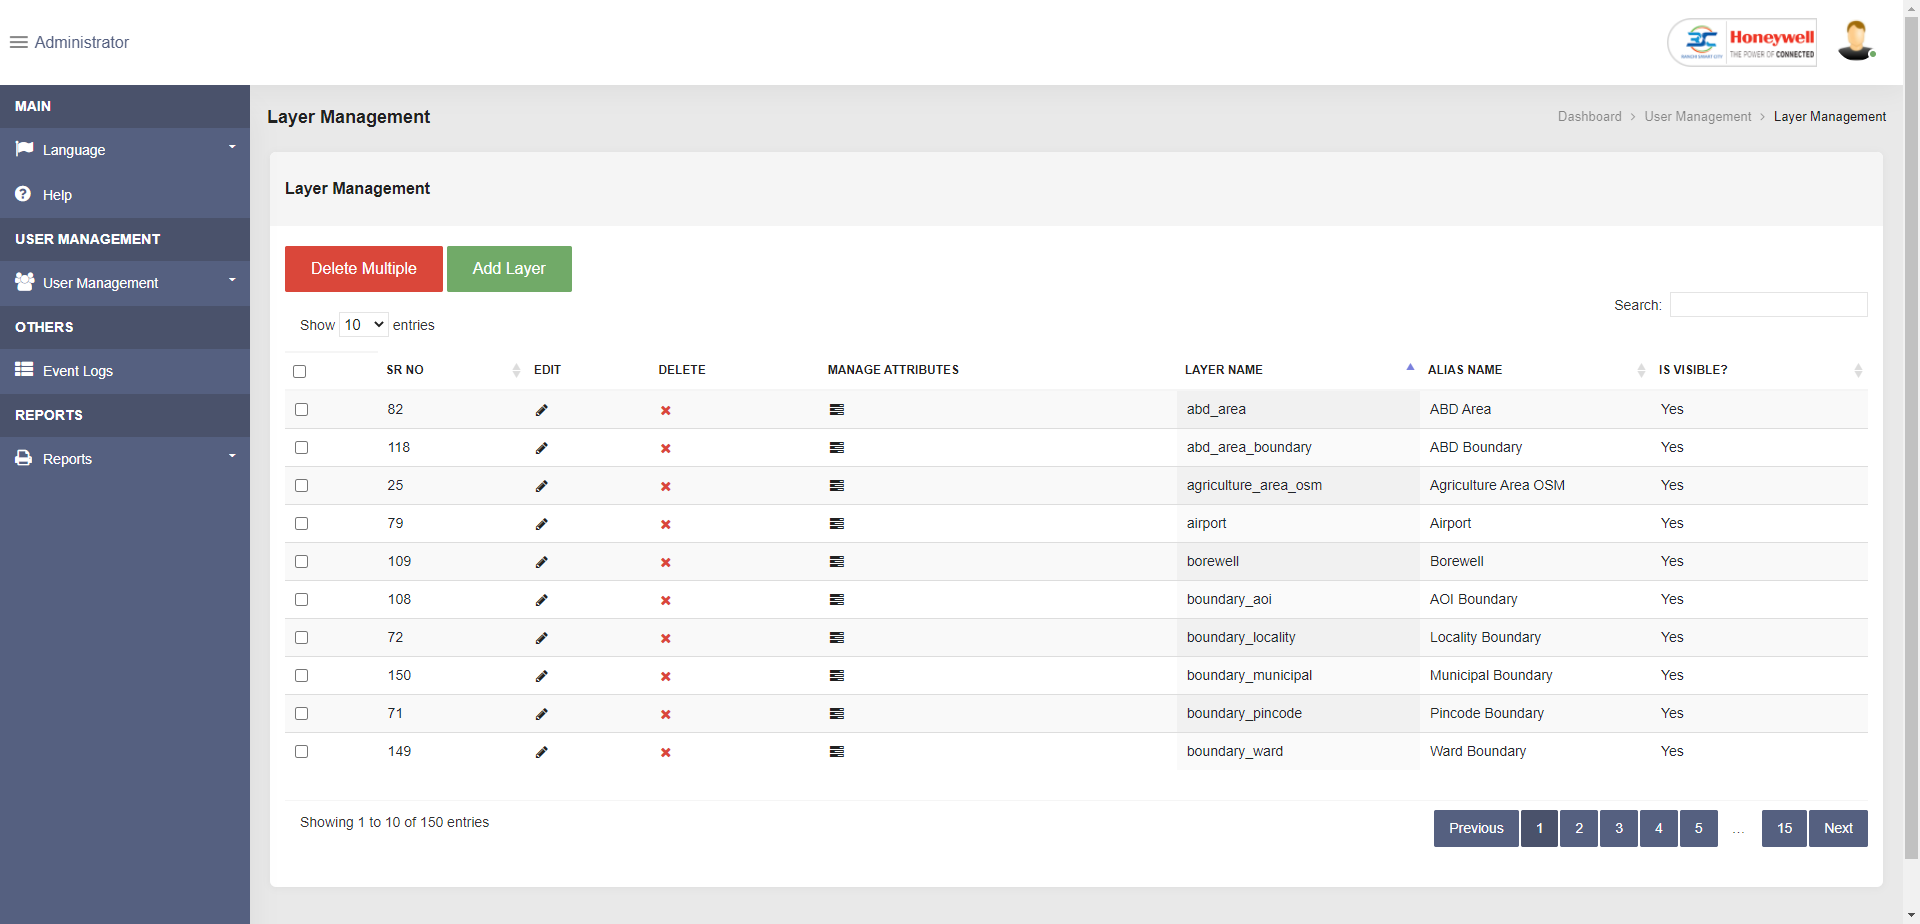 Administrator
Honeywell
THE POWER OF CONNECTED
MAIN
Language
Help
USER MANAGEMENT
User Management
OTHERS
Event Logs
REPORTS
Reports
Layer Management
Dashboard > User Management > Layer Management
Layer Management
Delete Multiple
Add Layer
Show 10 entries
Search:
SR NO EDIT DELETE MANAGE ATTRIBUTES LAYER NAME ALIAS NAME IS VISIBLE?
82 abd_area ABD Area Yes
118 abd_area_boundary ABD Boundary Yes
25 agriculture_area_osm Agriculture Area OSM Yes
79 airport Airport Yes
109 borewell Borewell Yes
108 boundary_aoi AOI Boundary Yes
72 boundary_locality Locality Boundary Yes
150 boundary_municipal Municipal Boundary Yes
71 boundary_pincode Pincode Boundary Yes
149 boundary_ward Ward Boundary Yes
Showing 1 to 10 of 150 entries
Previous 1 2 3 4 5 ... 15 Next